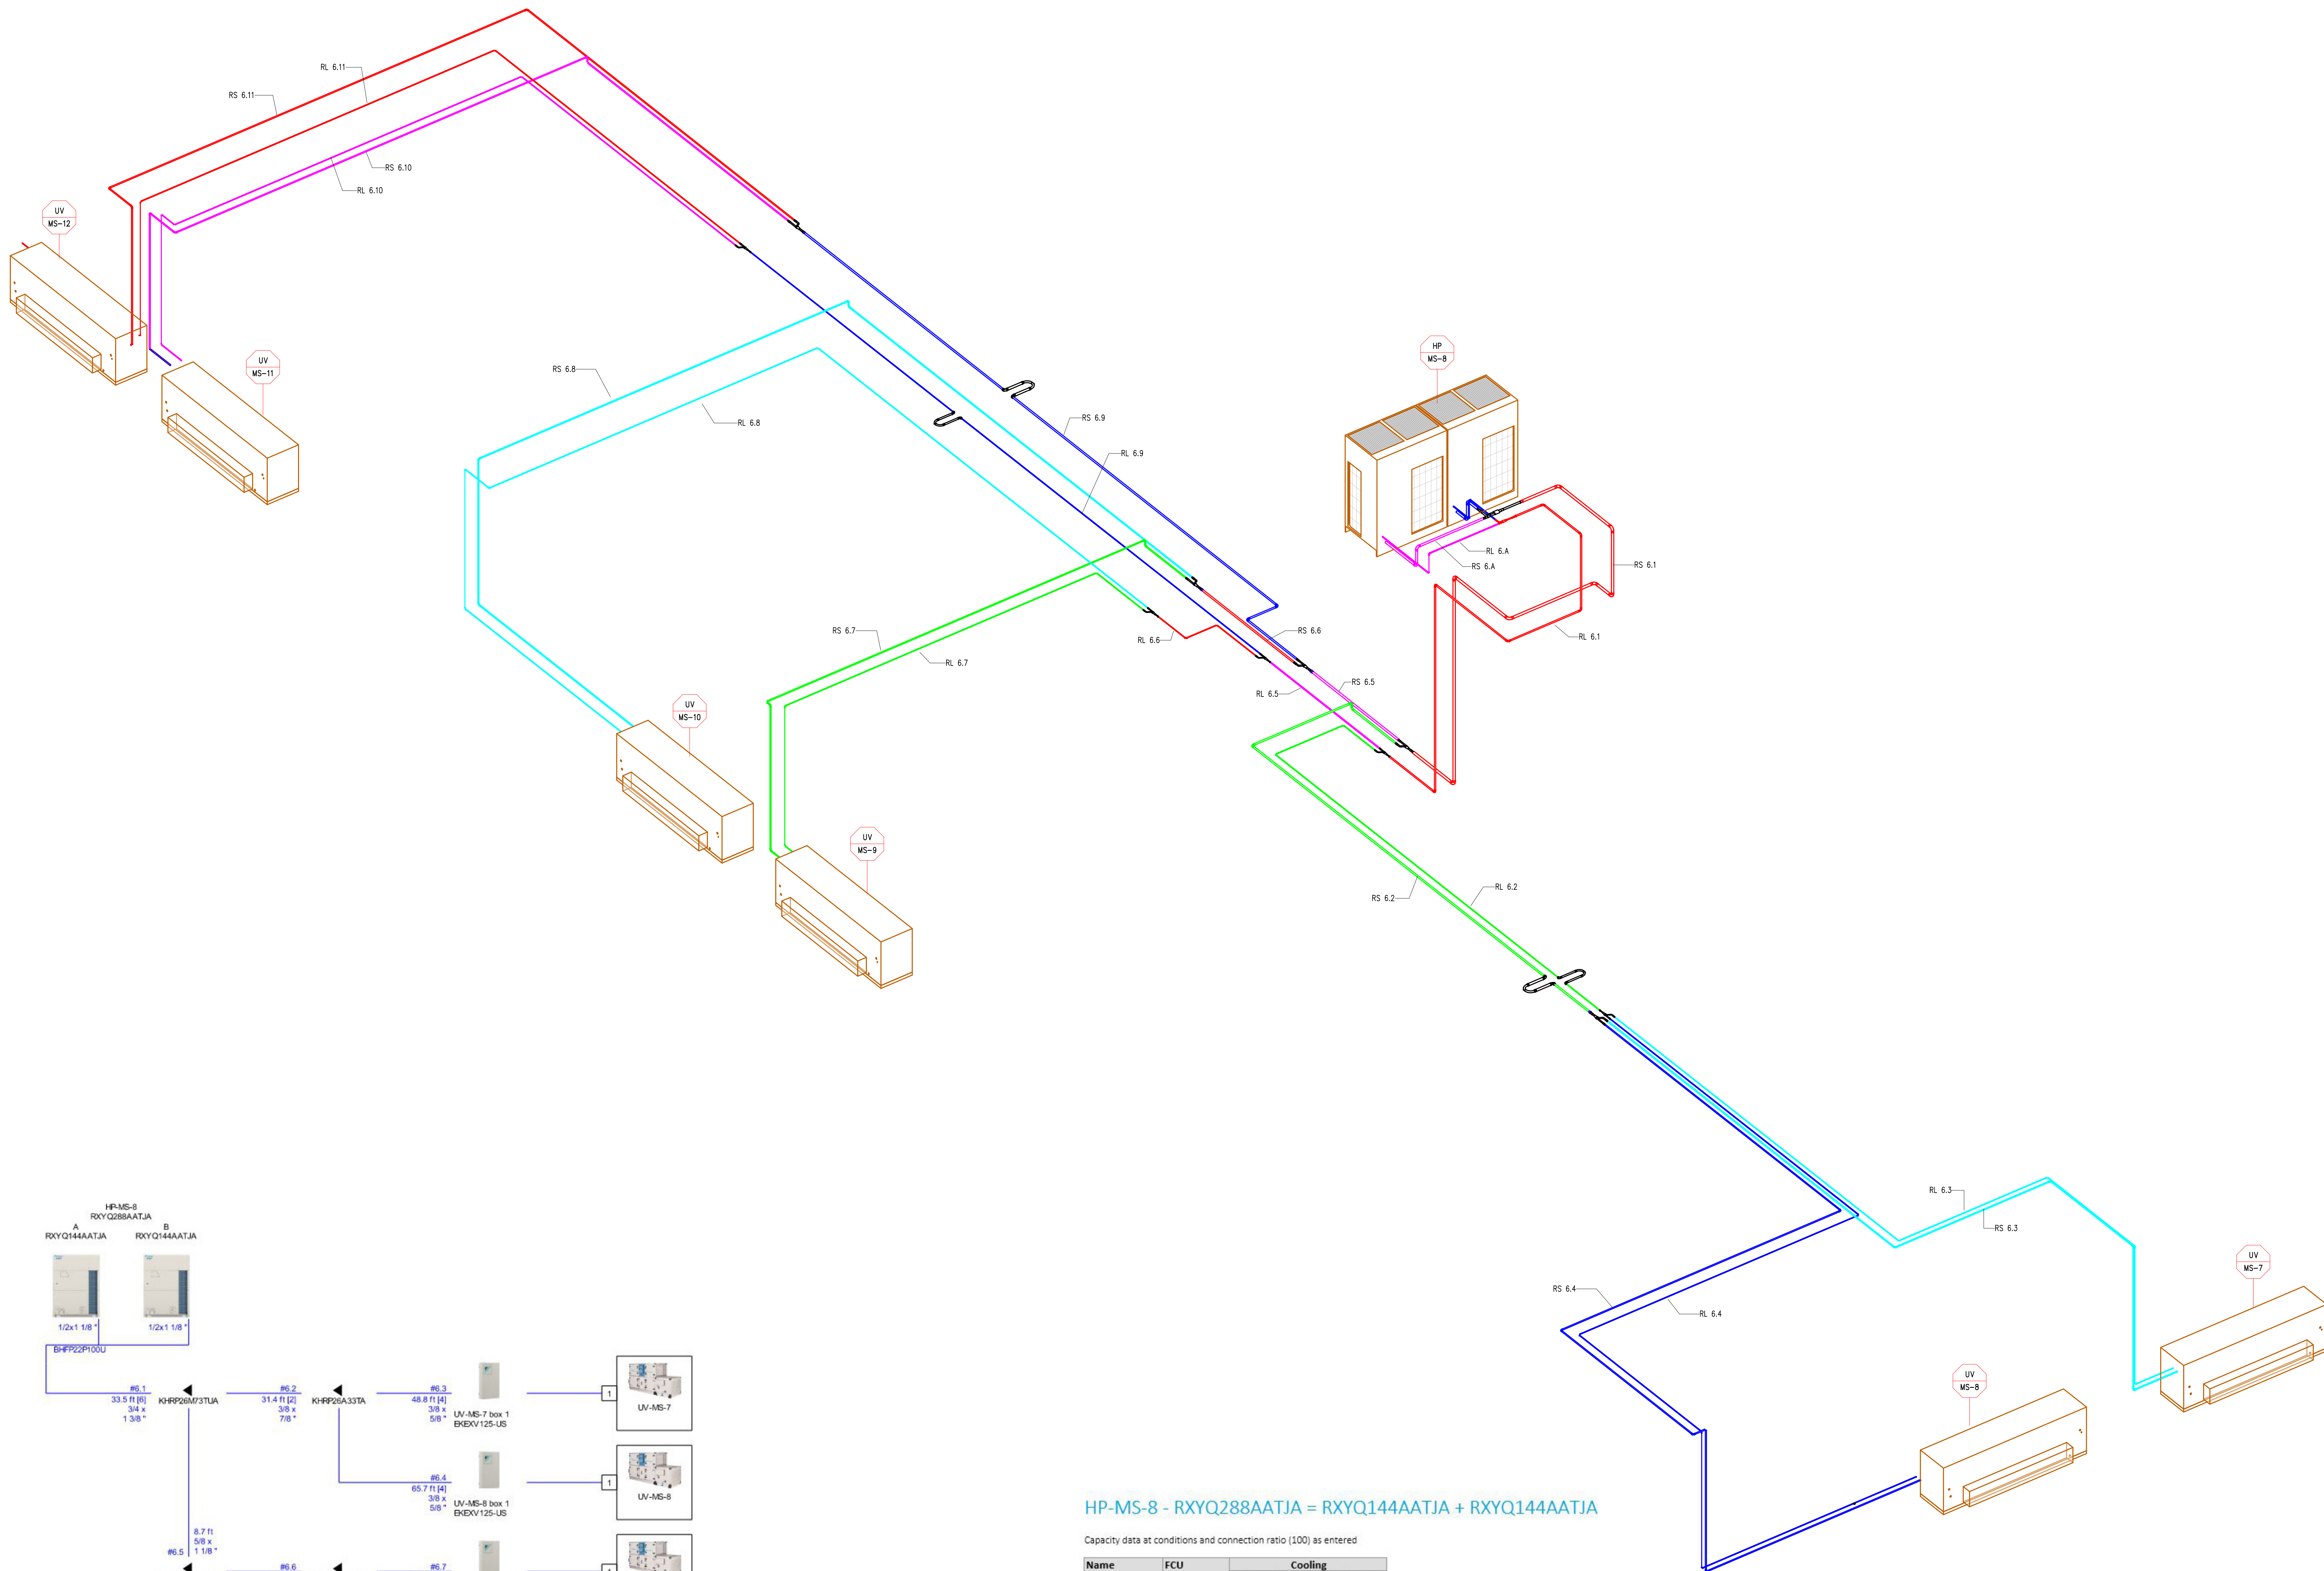 RL 6.11
RS 6.11
RS 6.10
RL 6.10
UV
MS-12
UV
MS-11
RS 6.8
RL 6.8
RS 6.9
RL 6.9
HP
MS-8
RL 6.A
RS 6.A
RS 6.1
RL 6.1
RS 6.7
RL 6.7
RL 6.6
RS 6.6
RS 6.5
RL 6.5
UV
MS-10
UV
MS-9
RL 6.2
RS 6.2
RL 6.3
RS 6.3
RS 6.4
RL 6.4
UV
MS-7
UV
MS-8
HP-MS-8
RXYQ288AATJA
A
RXYQ144AATJA
B
RXYQ144AATJA
1/2x1 1/8 "
1/2x1 1/8 "
BHFP22P100U
#6.1
33.5 ft [6]
3/4 x
1 3/8 "
KHRP26M73TUA
#6.2
31.4 ft [2]
3/8 x
7/8 "
KHRP26A33TA
#6.3
48.8 ft [4]
3/8 x
5/8 "
UV-MS-7 box 1
EKEXV125-US
1
UV-MS-7
#6.4
65.7 ft [4]
3/8 x
5/8 "
UV-MS-8 box 1
EKEXV125-US
1
UV-MS-8
8.7 ft
5/8 x
1 1/8 "
#6.5
#6.6
#6.7
HP-MS-8 - RXYQ288AATJA = RXYQ144AATJA + RXYQ144AATJA
Capacity data at conditions and connection ratio (100) as entered
Name FCU Cooling